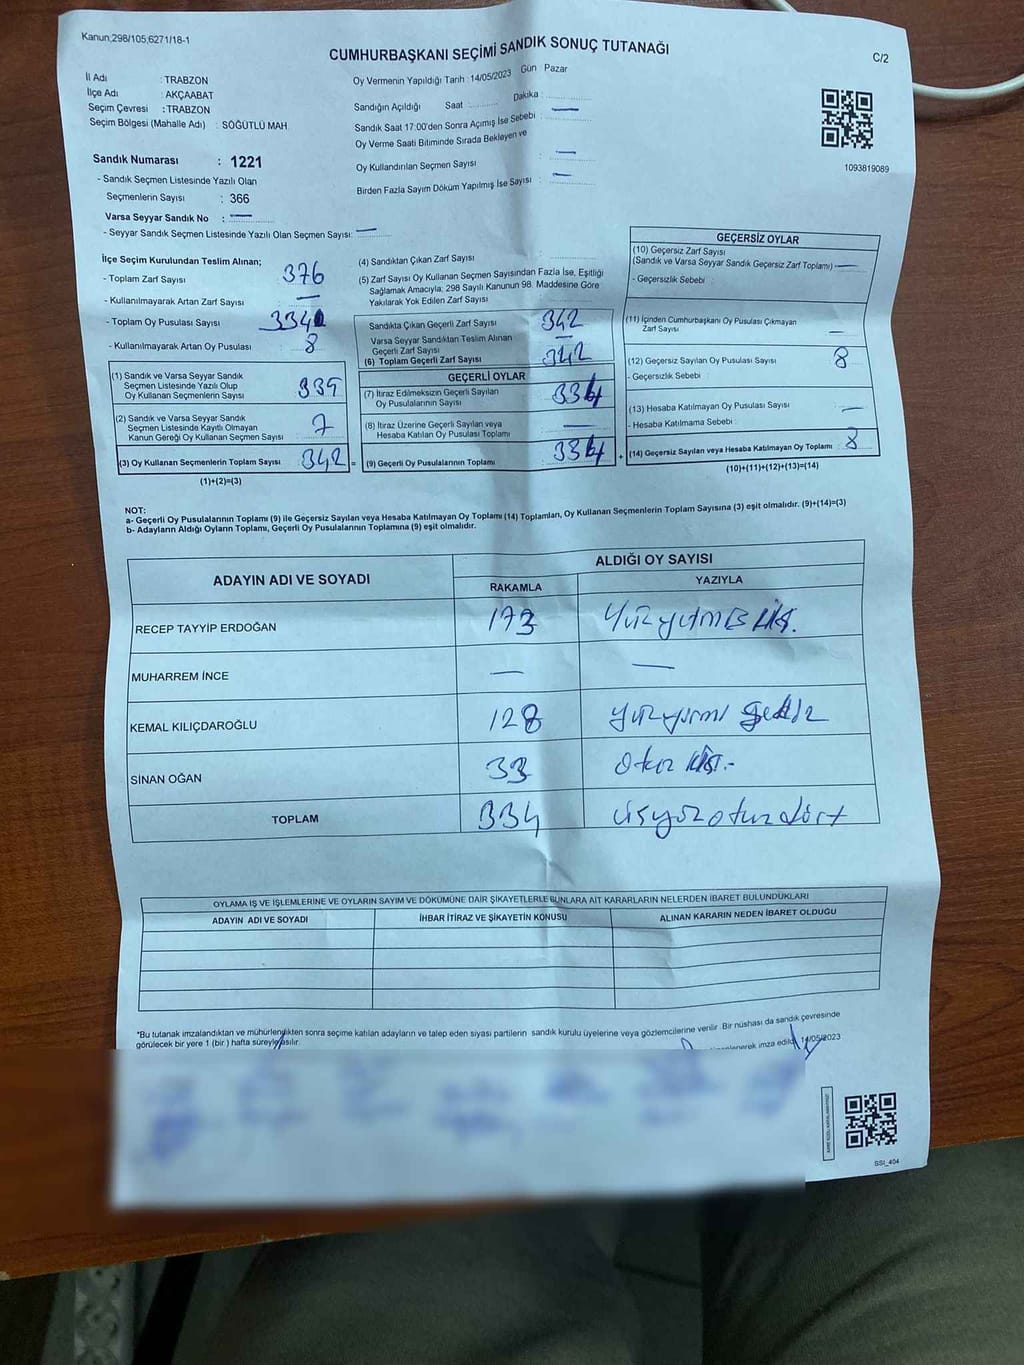 Kanun;298/105;6271/18-1
CUMHURBAŞKANI SEÇİMİ SANDIK SONUÇ TUTANAĞI
C/2
İl Adı : TRABZON
İlçe Adı : AKÇAABAT
Seçim Çevresi : TRABZON
Seçim Bölgesi (Mahalle Adı) : SÖĞÜTLÜ MAH.
Sandık Numarası : 1221
- Sandık Seçmen Listesinde Yazılı Olan
Seçmenlerin Sayısı : 366
Varsa Seyyar Sandık No : —
- Seyyar Sandık Seçmen Listesinde Yazılı Olan Seçmen Sayısı: —
Oy Vermenin Yapıldığı Tarih :14/05/2023 Gün Pazar
Sandığın Açıldığı Saat :.......... Dakika :
Sandık Saat 17:00'den Sonra Açımış İse Sebebi : —
Oy Verme Saati Bitiminde Sırada Bekleyen ve
Oy Kullandırılan Seçmen Sayısı : —
Birden Fazla Sayım Döküm Yapılmış İse Sayısı : —
1093819089
İlçe Seçim Kurulundan Teslim Alınan;
- Toplam Zarf Sayısı : 376
- Kullanılmayarak Artan Zarf Sayısı : —
- Toplam Oy Pusulası Sayısı
- Kullanılmayarak Artan Oy Pusulası : 8
(1) Sandık ve Varsa Seyyar Sandık
Seçmen Listesinde Yazılı Olup
Oy Kullanan Seçmenlerin Sayısı : 335
(2) Sandık ve Varsa Seyyar Sandık
Seçmen Listesinde Kayıtlı Olmayan
Kanun Gereği Oy Kullanan Seçmen Sayısı : 7
(3) Oy Kullanan Seçmenlerin Toplam Sayısı : 342 =
(1)+(2)=(3)
(4) Sandıktan Çıkan Zarf Sayısı :
(5) Zarf Sayısı Oy Kullanan Seçmen Sayısından Fazla İse, Eşitliği
Sağlamak Amacıyla; 298 Sayılı Kanunun 98. Maddesine Göre
Yakılarak Yok Edilen Zarf Sayısı :
Sandıkta Çıkan Geçerli Zarf Sayısı : 342
Varsa Seyyar Sandıktan Teslim Alınan
Geçerli Zarf Sayısı : —
(6) Toplam Geçerli Zarf Sayısı : 342
GEÇERLİ OYLAR
(7) İtiraz Edilmeksizin Geçerli Sayılan
Oy Pusulalarının Sayısı : 334
(8) İtiraz Üzerine Geçerli Sayılan veya
Hesaba Katılan Oy Pusulası Toplamı : —
(9) Geçerli Oy Pusulalarının Toplamı : 334 +
GEÇERSİZ OYLAR
(10) Geçersiz Zarf Sayısı
(Sandık ve Varsa Seyyar Sandık Geçersiz Zarf Toplamı) —
- Geçersizlik Sebebi :
(11) İçinden Cumhurbaşkanı Oy Pusulası Çıkmayan
Zarf Sayısı : —
(12) Geçersiz Sayılan Oy Pusulası Sayısı : 8
- Geçersizlik Sebebi :
(13) Hesaba Katılmayan Oy Pusulası Sayısı : —
- Hesaba Katılmama Sebebi :
(14) Geçersiz Sayılan veya Hesaba Katılmayan Oy Toplamı : 8
(10)+(11)+(12)+(13)=(14)
NOT:
a- Geçerli Oy Pusulalarının Toplamı (9) ile Geçersiz Sayılan veya Hesaba Katılmayan Oy Toplamı (14) Toplamları, Oy Kullanan Seçmenlerin Toplam Sayısına (3) eşit olmalıdır. (9)+(14)=(3)
b- Adayların Aldığı Oyların Toplamı, Geçerli Oy Pusulalarının Toplamına (9) eşit olmalıdır.
ADAYIN ADI VE SOYADI
ALDIĞI OY SAYISI
RAKAMLA YAZIYLA
RECEP TAYYİP ERDOĞAN 173
MUHARREM İNCE — —
KEMAL KILIÇDAROĞLU 128 yüzyirmi sekiz
SİNAN OĞAN 33 otuz
TOPLAM 334 üçyüzotuzdört
OYLAMA İŞ VE İŞLEMLERİNE VE OYLARIN SAYIM VE DÖKÜMÜNE DAİR ŞİKAYETLERLE BUNLARA AİT KARARLARIN NELERDEN İBARET BULUNDUKLARI
ADAYIN ADI VE SOYADI İHBAR İTİRAZ VE ŞİKAYETİN KONUSU ALINAN KARARIN NEDEN İBARET OLDUĞU
*Bu tutanak imzalandıktan ve mühürlendikten sonra seçime katılan adayların ve talep eden siyasi partilerin sandık kurulu üyelerine veya gözlemcilerine verilir. Bir nüshası da sandık çevresinde
görülecek bir yere 1 (bir) hafta süreyle asılır.
imza edildi. 14/05/2023
SSI_404